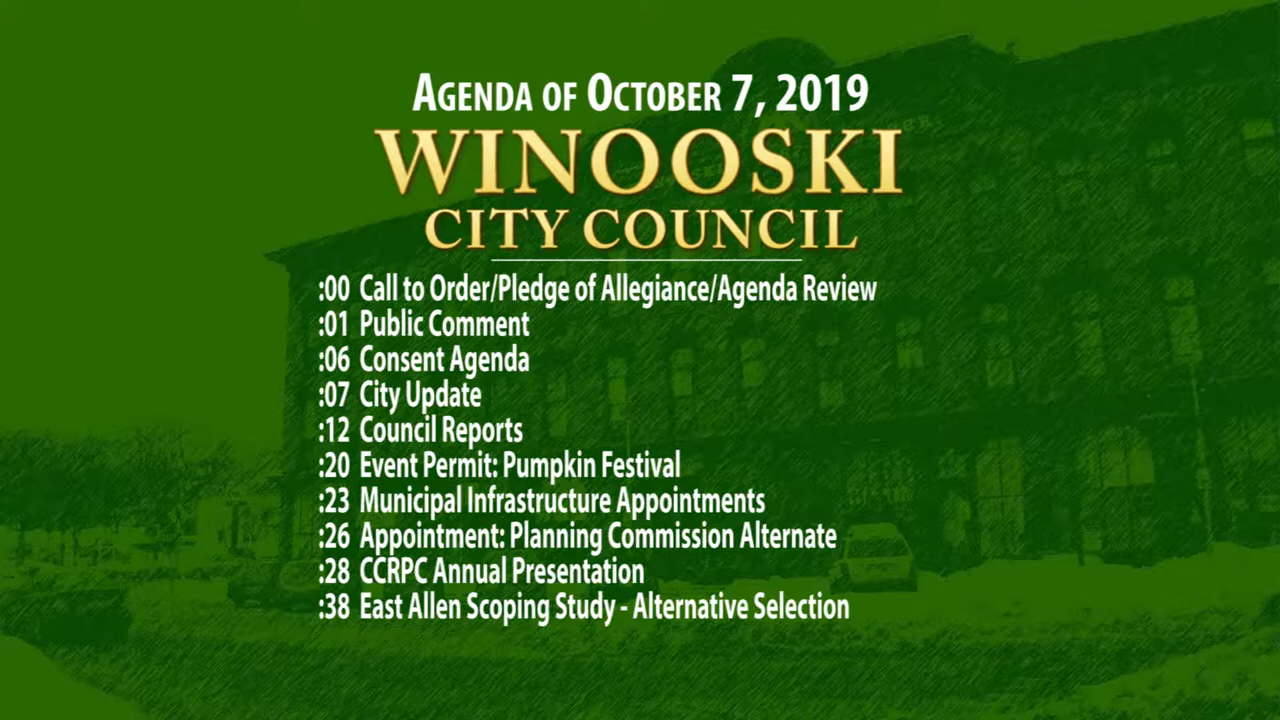 Agenda of October 7, 2019
WINOOSKI
CITY COUNCIL
:00 Call to Order/Pledge of Allegiance/Agenda Review
:01 Public Comment
:06 Consent Agenda
:07 City Update
:12 Council Reports
:20 Event Permit: Pumpkin Festival
:23 Municipal Infrastructure Appointments
:26 Appointment: Planning Commission Alternate
:28 CCRPC Annual Presentation
:38 East Allen Scoping Study - Alternative Selection